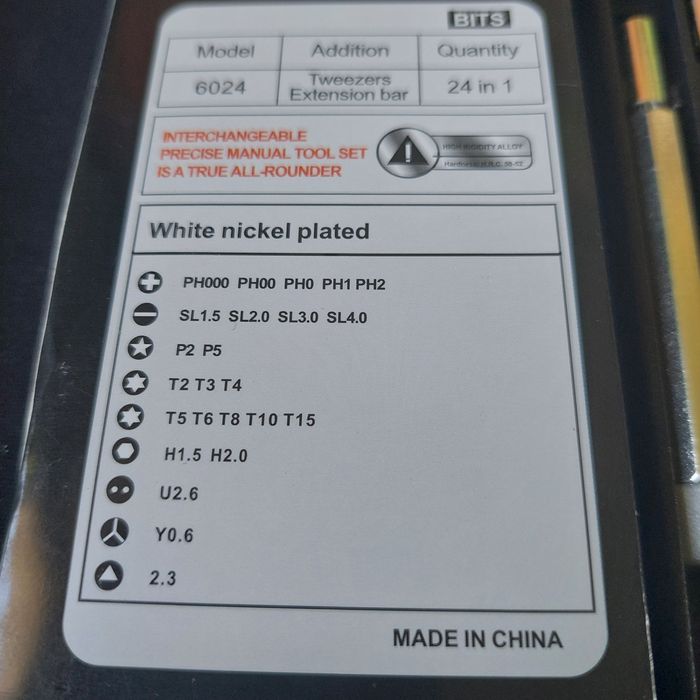 BITS
Model Addition Quantity
6024 Tweezers Extension bar 24 in 1
INTERCHANGEABLE
PRECISE MANUAL TOOL SET
IS A TRUE ALL-ROUNDER
HIGH RIGIDITY ALLOY
Hardness: H.R.C. 58-62
White nickel plated
PH000 PH00 PH0 PH1 PH2
SL1.5 SL2.0 SL3.0 SL4.0
P2 P5
T2 T3 T4
T5 T6 T8 T10 T15
H1.5 H2.0
U2.6
Y0.6
2.3
MADE IN CHINA